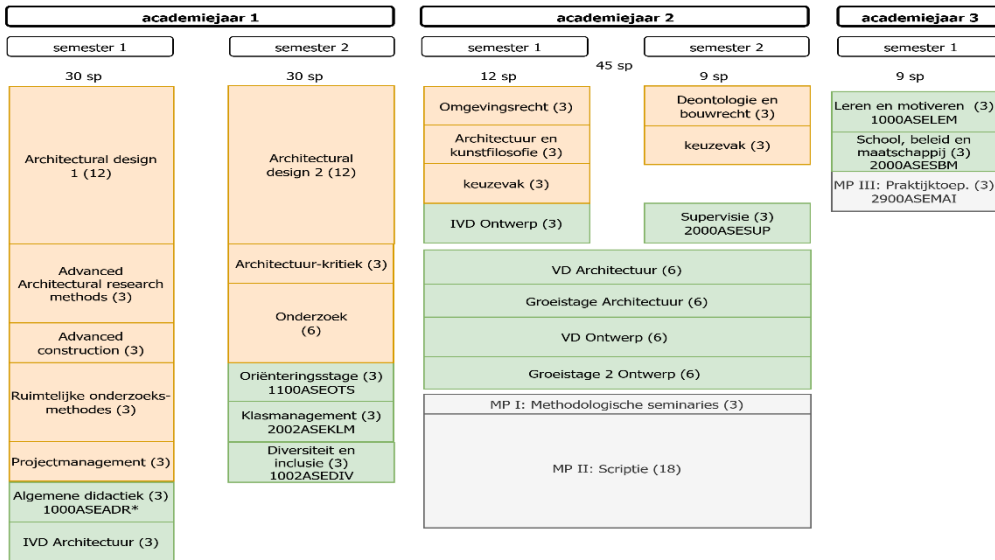 academiejaar 1
academiejaar 2
academiejaar 3
semester 1
semester 2
semester 1
semester 2
semester 1
30 sp
30 sp
12 sp
45 sp
9 sp
9 sp
Architectural design
1 (12)
Advanced
Architectural research
methods (3)
Advanced
construction (3)
Ruimtelijke onderzoeks-
methodes (3)
Projectmanagement (3)
Algemene didactiek (3)
1000ASEADR*
IVD Architectuur (3)
Architectural
design 2 (12)
Architectuur-kritiek (3)
Onderzoek
(6)
Oriënteringsstage (3)
1100ASEOTS
Klasmanagement (3)
2002ASEKLM
Diversiteit en
inclusie (3)
1002ASEDIV
Omgevingsrecht (3)
Architectuur en
kunstfilosofie (3)
keuzevak (3)
IVD Ontwerp (3)
Deontologie en
bouwrecht (3)
keuzevak (3)
Supervisie (3)
2000ASESUP
VD Architectuur (6)
Groeistage Architectuur (6)
VD Ontwerp (6)
Groeistage 2 Ontwerp (6)
MP I: Methodologische seminaries (3)
MP II: Scriptie (18)
Leren en motiveren (3)
1000ASELEM
School, beleid en
maatschappij (3)
2000ASESBM
MP III: Praktijktoep. (3)
2900ASEMAI